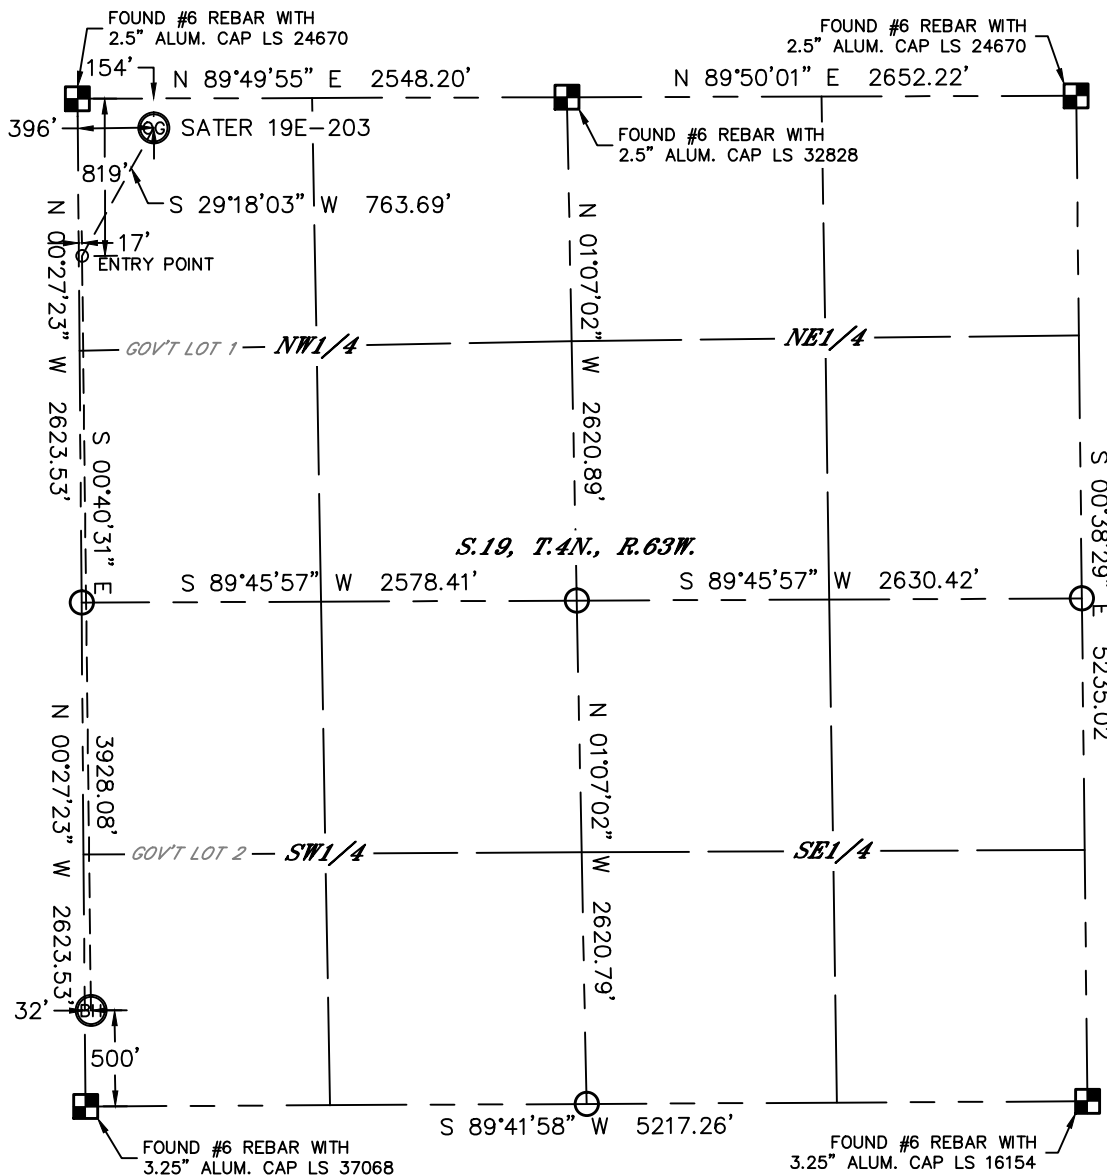 FOUND #6 REBAR WITH
2.5" ALUM. CAP LS 24670
FOUND #6 REBAR WITH
2.5" ALUM. CAP LS 24670
154'
N 89°49'55" E 2548.20'
N 89°50'01" E 2652.22'
396'
OG
SATER 19E-203
FOUND #6 REBAR WITH
2.5" ALUM. CAP LS 32828
819'
S 29°18'03" W 763.69'
17'
ENTRY POINT
N 00°27'23" W 2623.53'
N 01°07'02" W 2620.89'
GOV'T LOT 1
NW1/4
NE1/4
S 00°40'31" E 3928.08'
S 00°38'29" E 5235.02'
S.19, T.4N., R.63W.
S 89°45'57" W 2578.41'
S 89°45'57" W 2630.42'
N 00°27'23" W 2623.53'
N 01°07'02" W 2620.79'
GOV'T LOT 2
SW1/4
SE1/4
32'
BH
500'
S 89°41'58" W 5217.26'
FOUND #6 REBAR WITH
3.25" ALUM. CAP LS 37068
FOUND #6 REBAR WITH
3.25" ALUM. CAP LS 16154